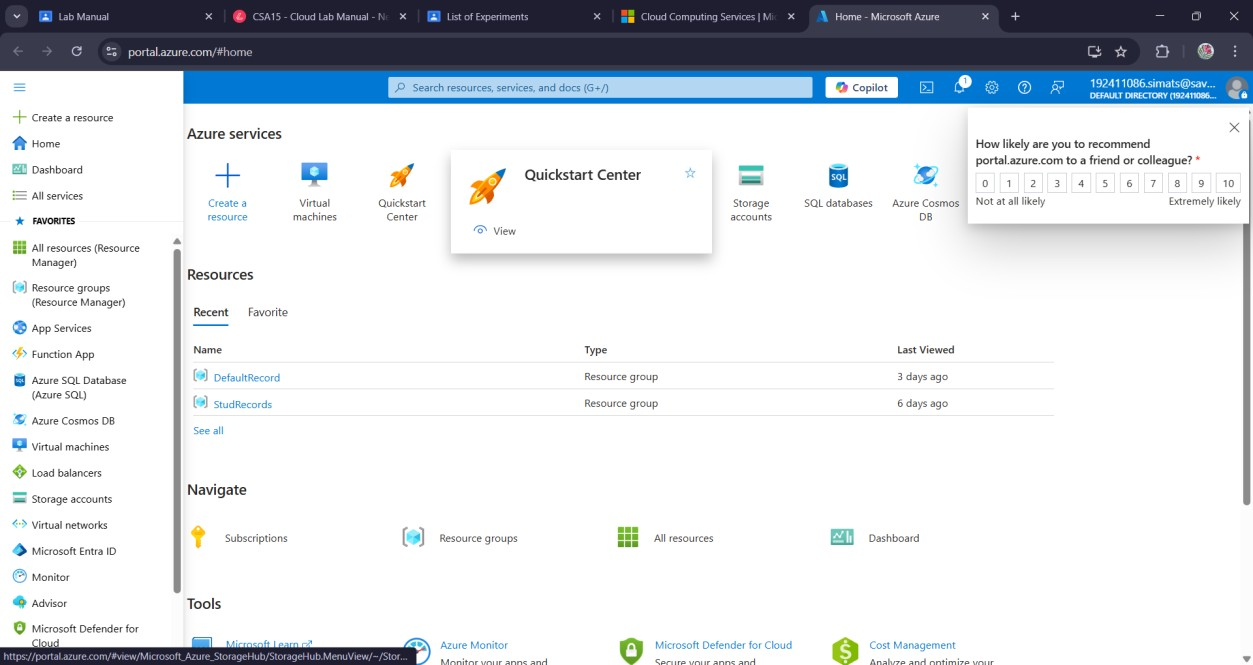 Lab Manual
CSA15 - Cloud Lab Manual - No
List of Experiments
Cloud Computing Services | Mic
Home - Microsoft Azure
portal.azure.com/#home
Search resources, services, and docs (G+/)
Copilot
1
192411086.simats@sav...
DEFAULT DIRECTORY (192411086...
Create a resource
Home
Dashboard
All services
FAVORITES
All resources (Resource
Manager)
Resource groups
(Resource Manager)
App Services
Function App
Azure SQL Database
(Azure SQL)
Azure Cosmos DB
Virtual machines
Load balancers
Storage accounts
Virtual networks
Microsoft Entra ID
Monitor
Advisor
Microsoft Defender for
Cloud
Azure services
Create a
resource
Virtual
machines
Quickstart
Center
Quickstart Center
View
Storage
accounts
SQL
SQL databases
Azure Cosmos
DB
How likely are you to recommend
portal.azure.com to a friend or colleague? *
0 1 2 3 4 5 6 7 8 9 10
Not at all likely Extremely likely
Resources
Recent Favorite
Name Type Last Viewed
DefaultRecord Resource group 3 days ago
StudRecords Resource group 6 days ago
See all
Navigate
Subscriptions Resource groups All resources Dashboard
Tools
Microsoft Learn
Azure Monitor
Monitor your apps and
Microsoft Defender for Cloud
Secure your apps and
Cost Management
Analyze and optimize your
https://portal.azure.com/#view/Microsoft_Azure_StorageHub/StorageHub.MenuView/~/Stor...